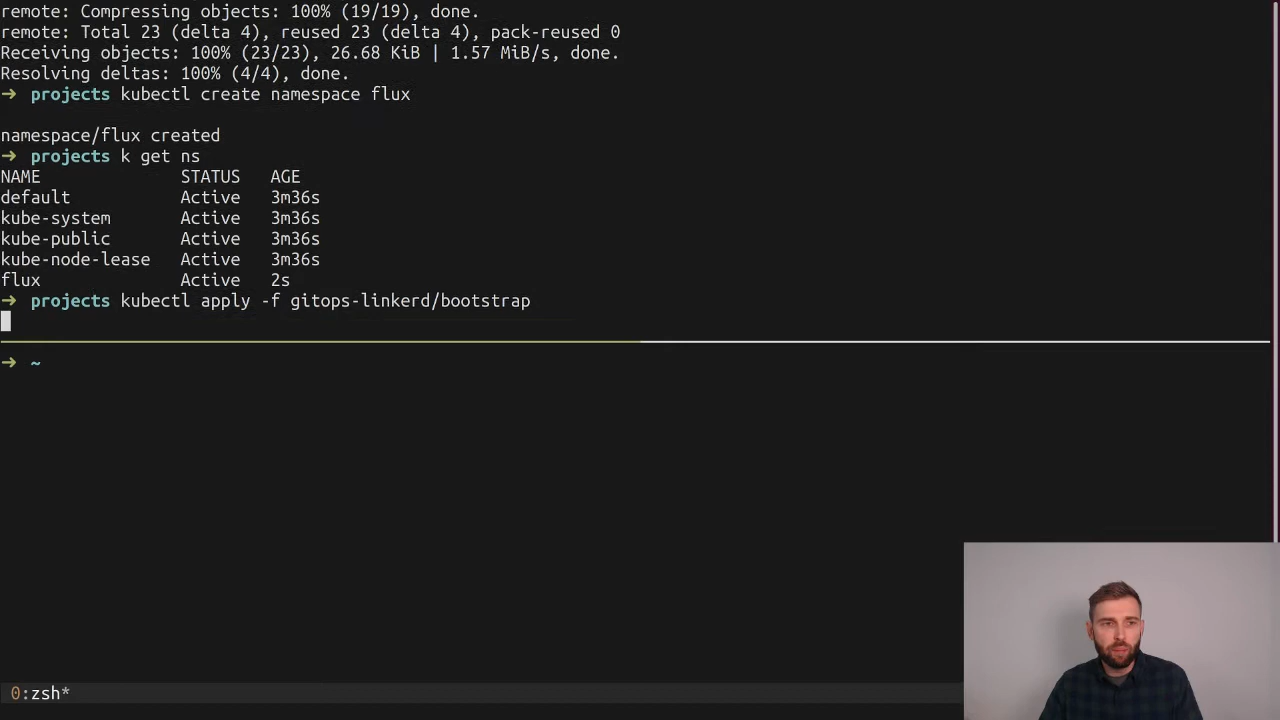 remote: Compressing objects: 100% (19/19), done.
remote: Total 23 (delta 4), reused 23 (delta 4), pack-reused 0
Receiving objects: 100% (23/23), 26.68 KiB | 1.57 MiB/s, done.
Resolving deltas: 100% (4/4), done.
→ projects kubectl create namespace flux
namespace/flux created
→ projects k get ns
NAME STATUS AGE
default Active 3m36s
kube-system Active 3m36s
kube-public Active 3m36s
kube-node-lease Active 3m36s
flux Active 2s
→ projects kubectl apply -f gitops-linkerd/bootstrap
→ ~
0:zsh*